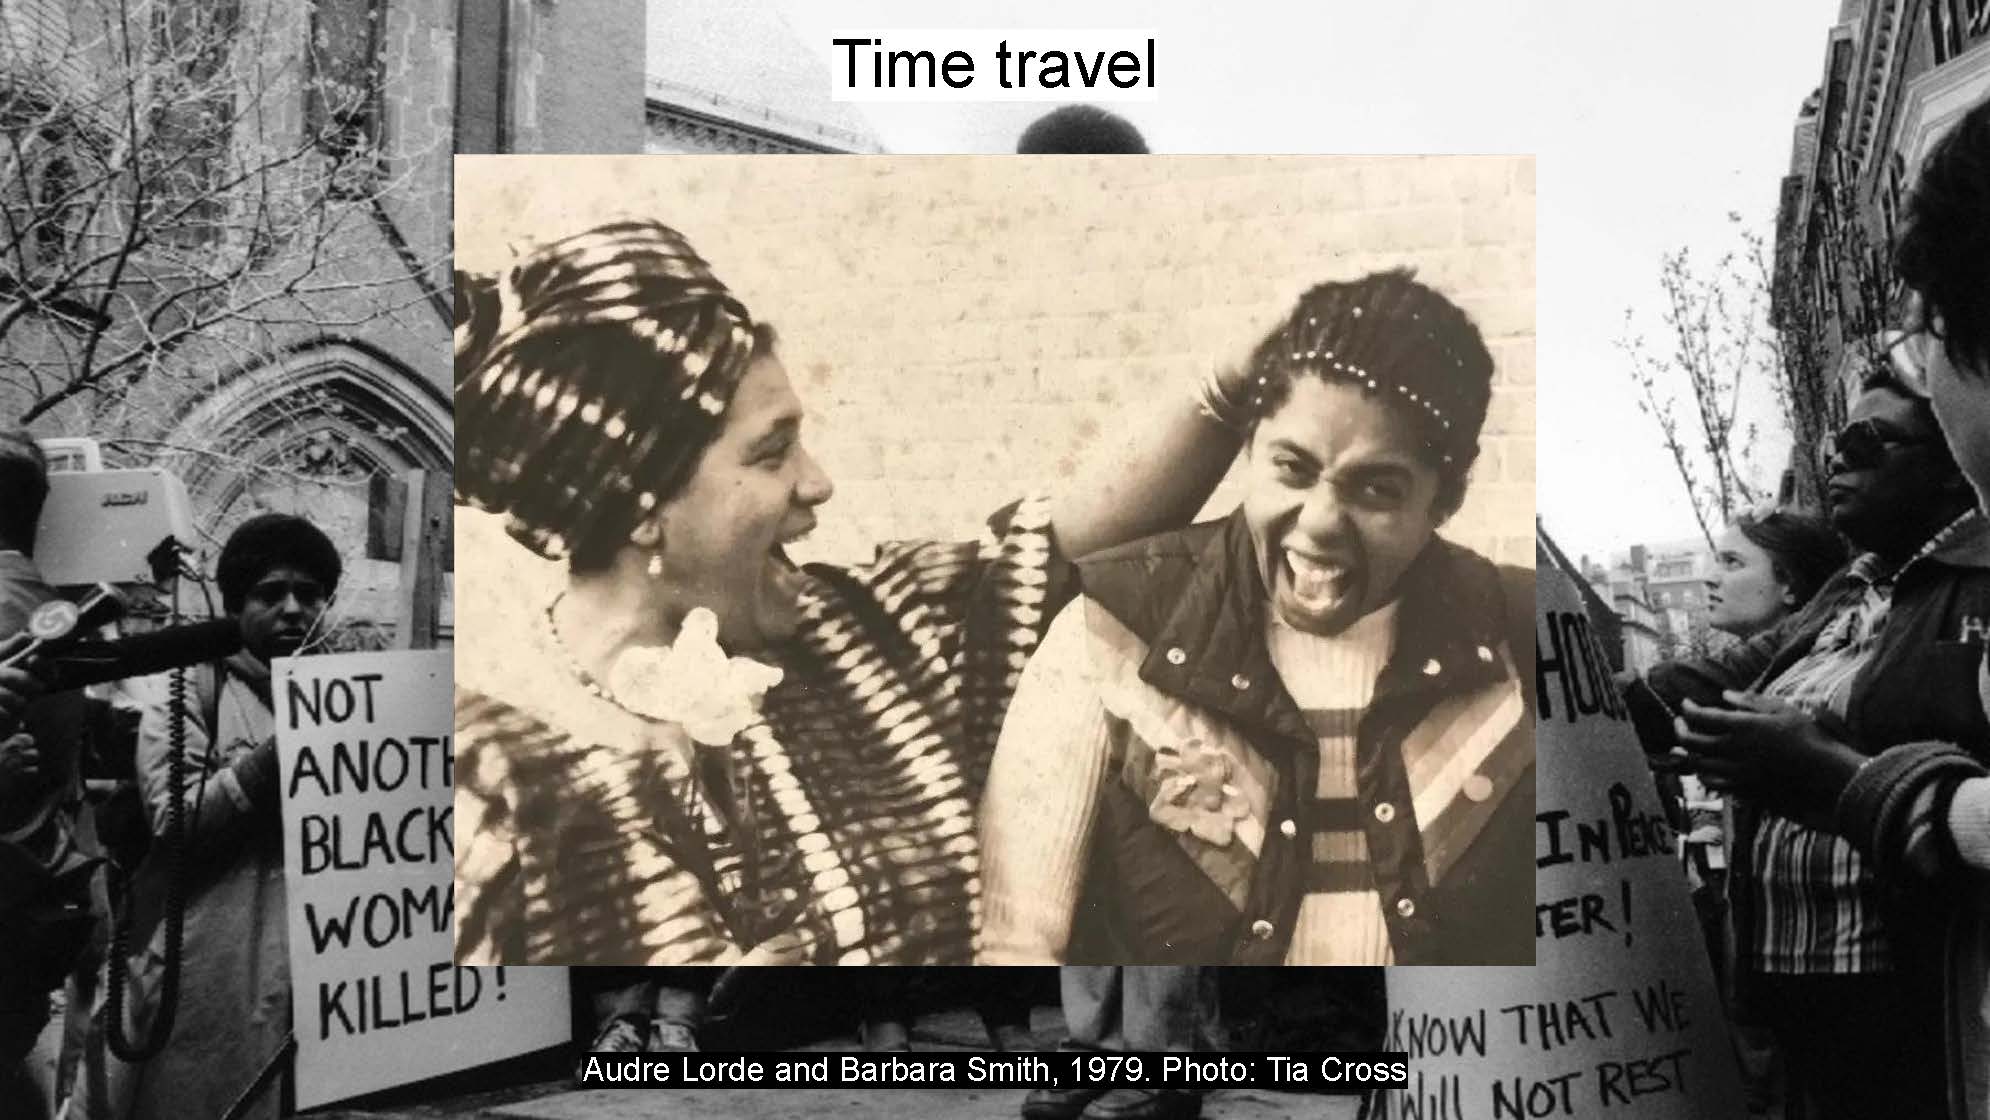 Time travel
RCA
NOT
ANOTH
BLACK
WOMA
KILLED!
IN PEACE
TER!
KNOW THAT WE
WILL NOT REST
Audre Lorde and Barbara Smith, 1979. Photo: Tia Cross